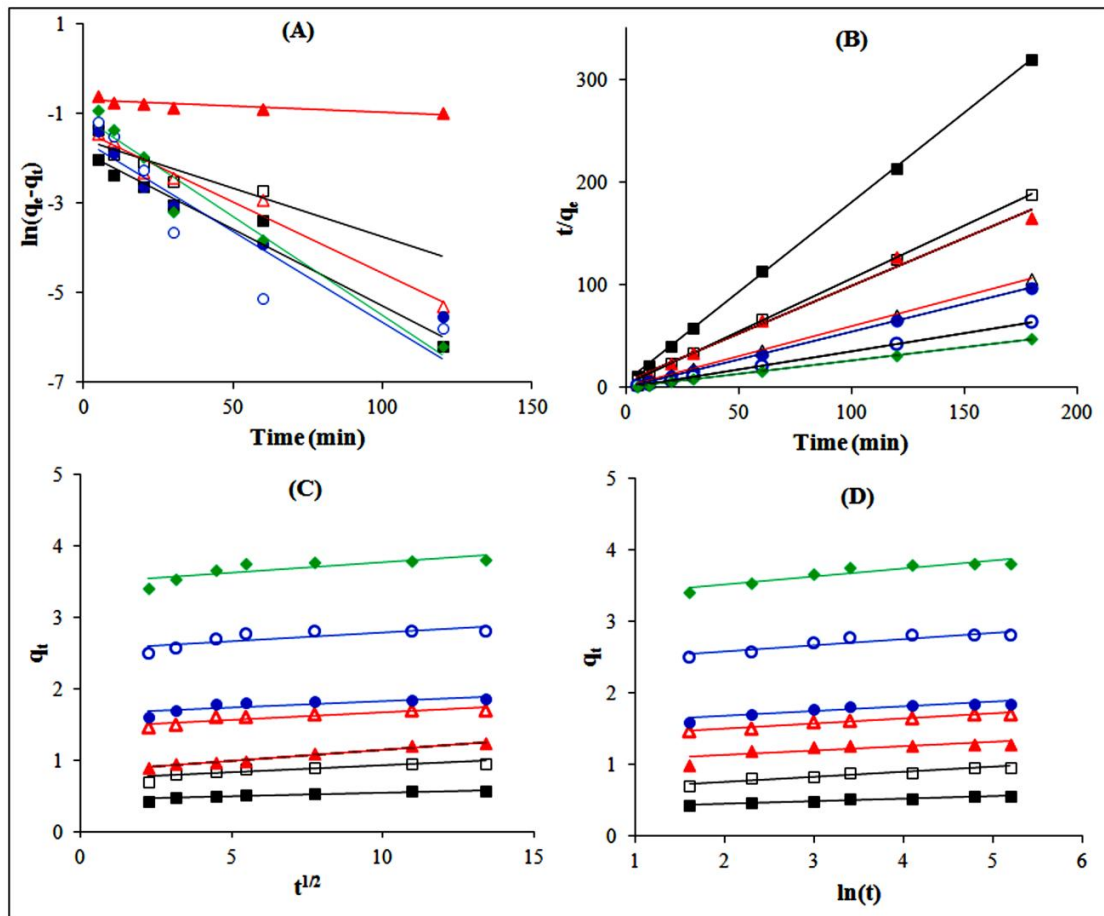 (A)
1
-1
-3
-5
-7
ln(qe-qt)
0 50 100 150
Time (min)
(B)
300
200
100
0
t/qe
0 50 100 150 200
Time (min)
(C)
5
4
3
2
1
0
qt
0 5 10 15
t1/2
(D)
5
4
3
2
1
0
qt
1 2 3 4 5 6
ln(t)